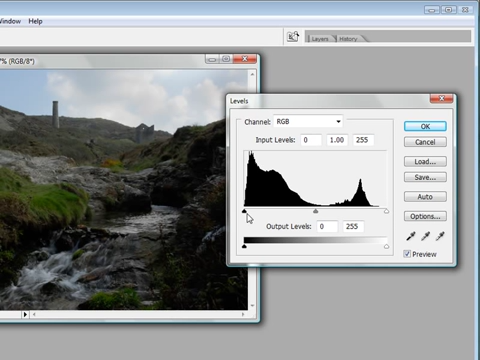 Window Help
Layers History
7% (RGB/8*)
Levels
Channel: RGB
OK
Input Levels: 0 1.00 255
Cancel
Load...
Save...
Auto
Options...
Output Levels: 0 255
Preview